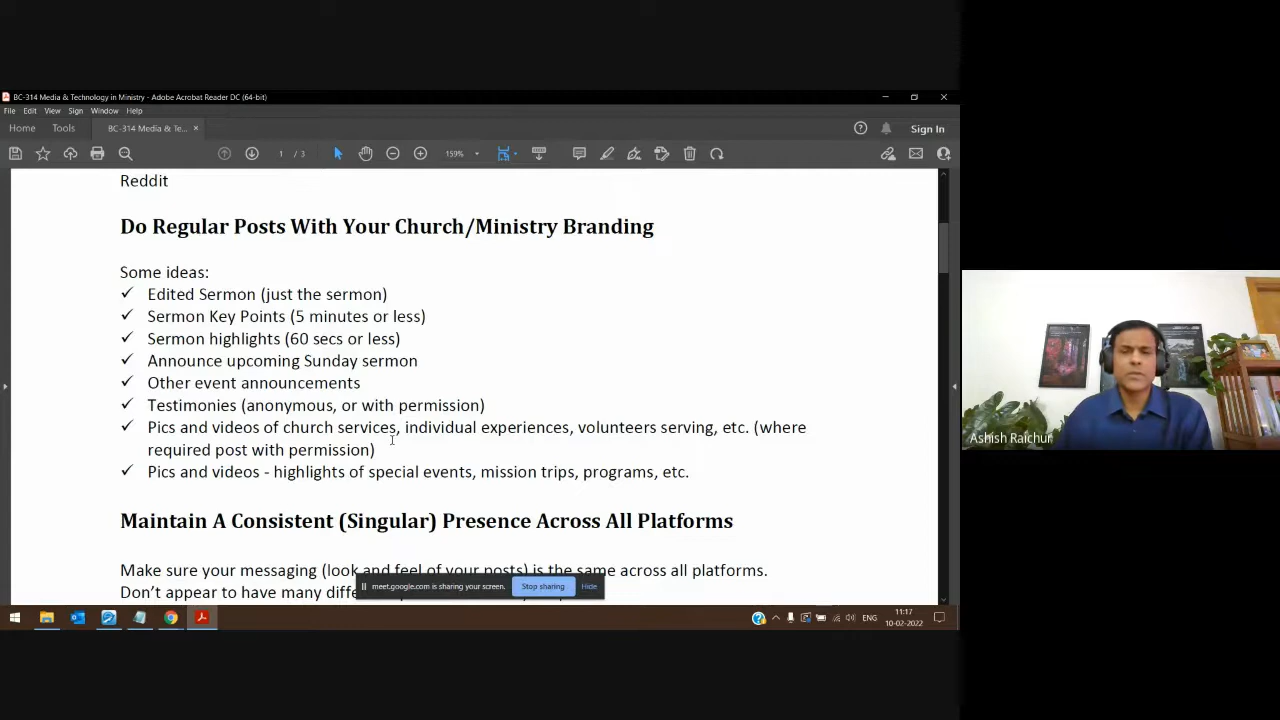 BC-314 Media & Technology in Ministry - Adobe Acrobat Reader DC (64-bit)
File Edit View Sign Window Help
Home Tools BC-314 Media & Te... × Sign In
1 / 3 159%
Reddit
Do Regular Posts With Your Church/Ministry Branding
Some ideas:
✓ Edited Sermon (just the sermon)
✓ Sermon Key Points (5 minutes or less)
✓ Sermon highlights (60 secs or less)
✓ Announce upcoming Sunday sermon
✓ Other event announcements
✓ Testimonies (anonymous, or with permission)
✓ Pics and videos of church services, individual experiences, volunteers serving, etc. (where
required post with permission)
✓ Pics and videos - highlights of special events, mission trips, programs, etc.
Maintain A Consistent (Singular) Presence Across All Platforms
Make sure your messaging (look and feel of your posts) is the same across all platforms.
Don't appear to have many
meet.google.com is sharing your screen. Stop sharing Hide
ENG 11:17
10-02-2022
Ashish Raichur